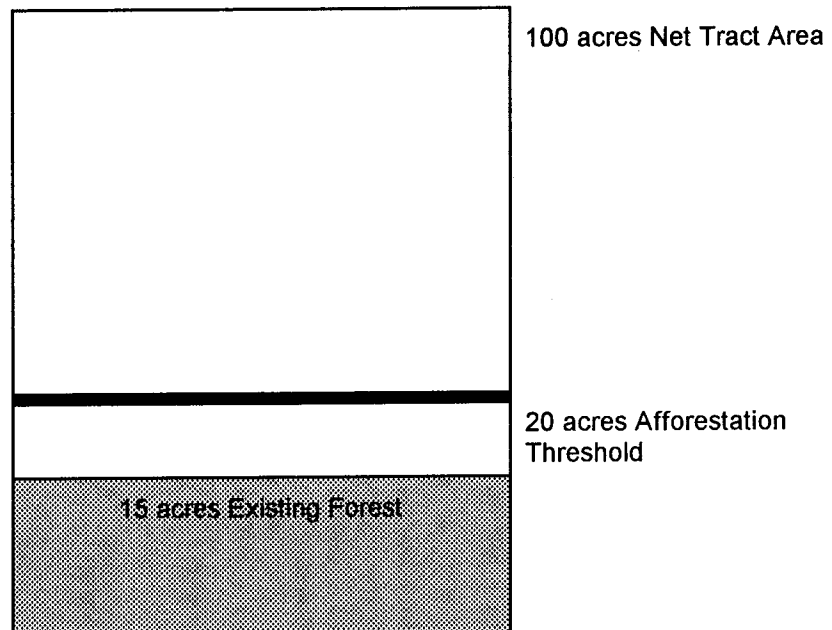 100 acres Net Tract Area
20 acres Afforestation
Threshold
15 acres Existing Forest